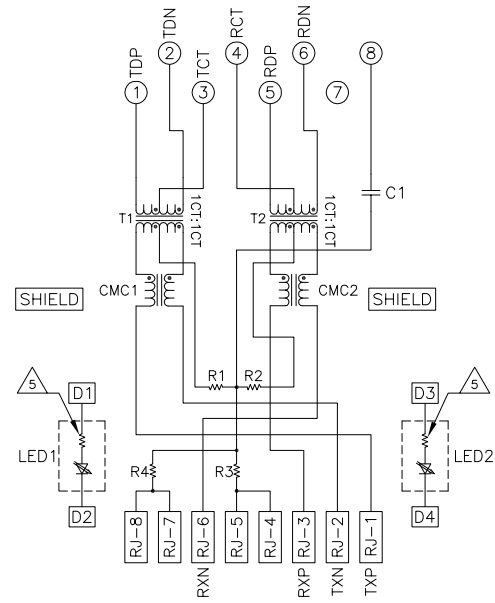 TDP
TDN
TCT
RCT
RDP
RDN
1
2
3
4
5
6
7
8
C1
T1
1CT:1CT
T2
1CT:1CT
CMC1
CMC2
SHIELD
SHIELD
R1
R2
5
D1
LED1
D2
5
D3
LED2
D4
R4
R3
RJ-8
RJ-7
RJ-6
RJ-5
RJ-4
RJ-3
RJ-2
RJ-1
RXN
RXP
TXN
TXP